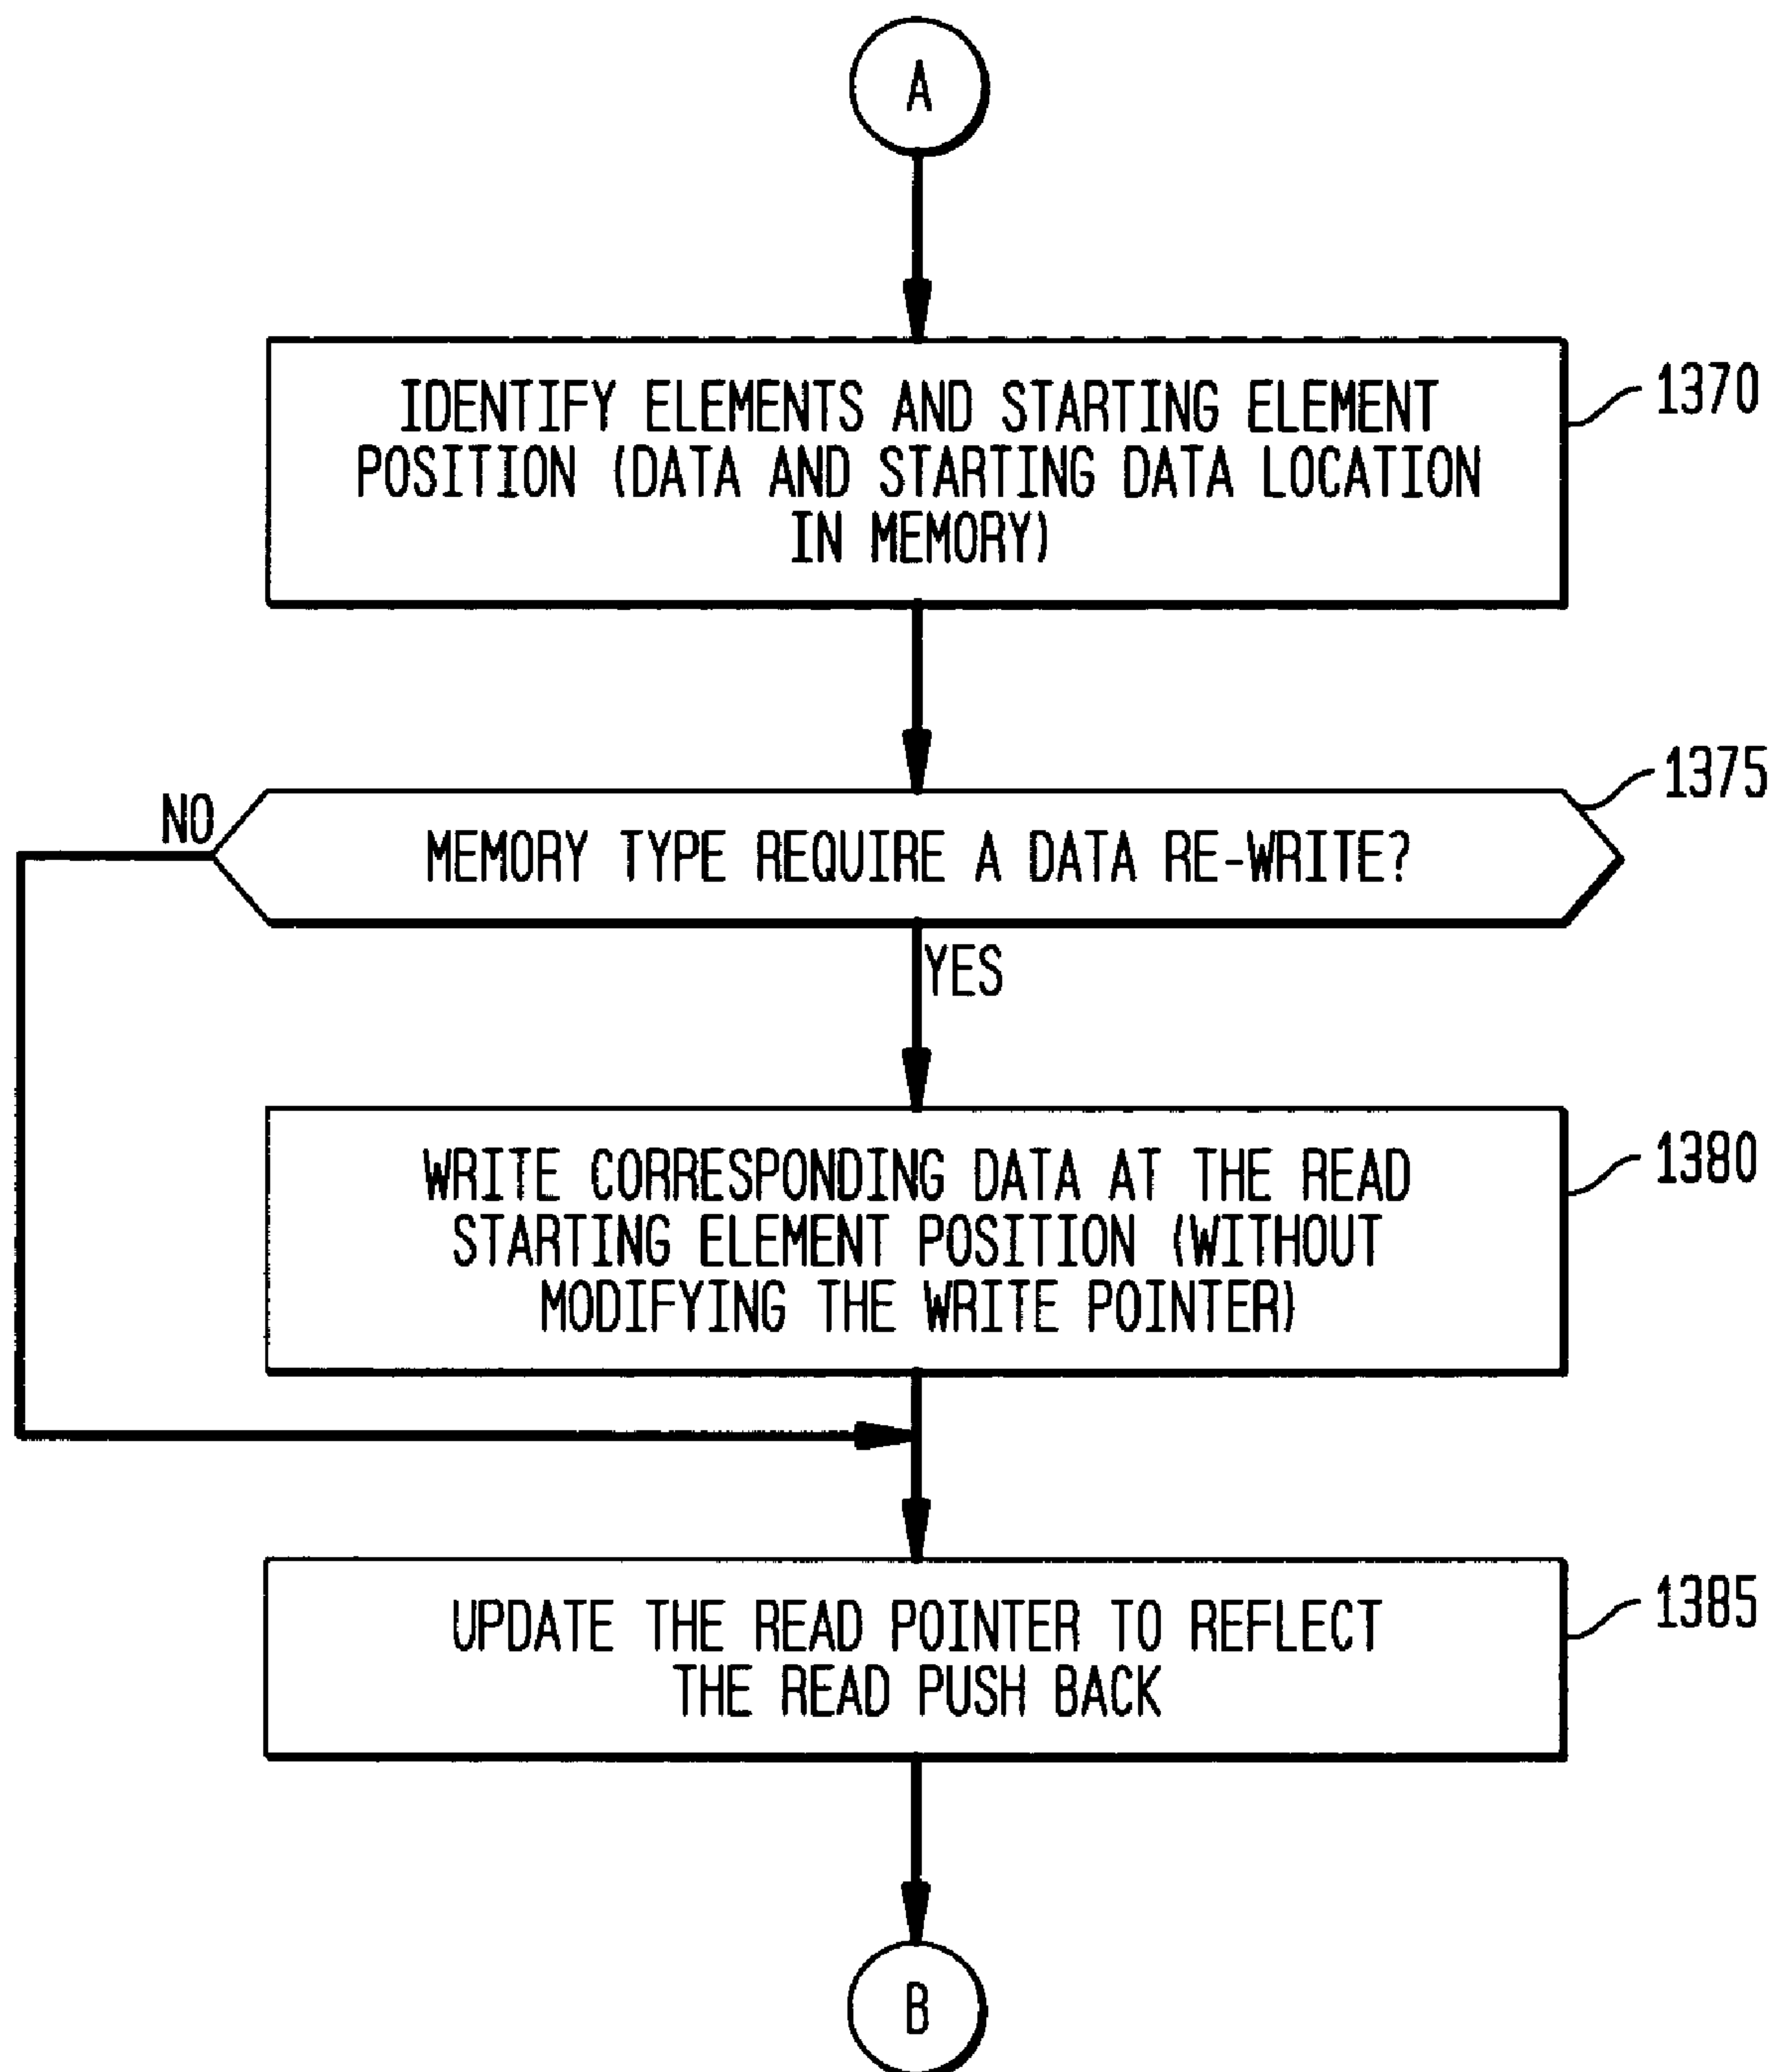 A
IDENTIFY ELEMENTS AND STARTING ELEMENT
POSITION (DATA AND STARTING DATA LOCATION
IN MEMORY)
1370
1375
NO
MEMORY TYPE REQUIRE A DATA RE-WRITE?
YES
WRITE CORRESPONDING DATA AT THE READ
STARTING ELEMENT POSITION (WITHOUT
MODIFYING THE WRITE POINTER)
1380
UPDATE THE READ POINTER TO REFLECT
THE READ PUSH BACK
1385
B